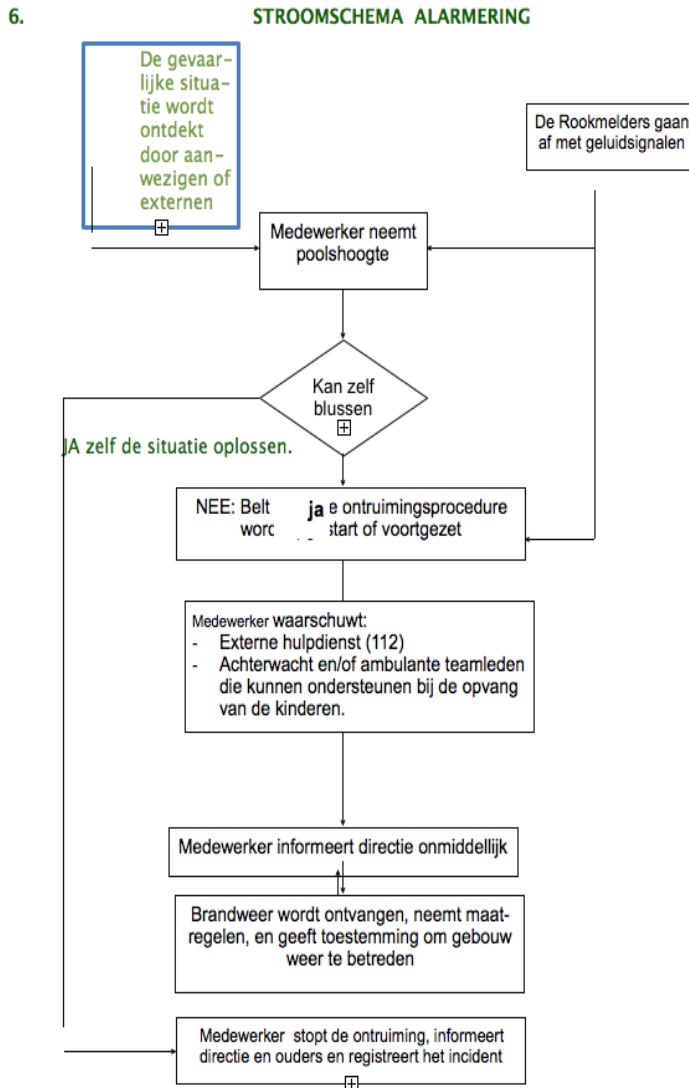 6. STROOMSCHEMA ALARMERING
De gevaar-
lijke situa-
tie wordt
ontdekt
door aan-
wezigen of
externen
De Rookmelders gaan
af met geluidsignalen
Medewerker neemt
poolshoogte
Kan zelf
blussen
JA zelf de situatie oplossen.
NEE: Belt ja e ontruimingsprocedure
start of voortgezet
Medewerker waarschuwt:
- Externe hulpdienst (112)
- Achterwacht en/of ambulante teamleden
die kunnen ondersteunen bij de opvang
van de kinderen.
Medewerker informeert directie onmiddellijk
Brandweer wordt ontvangen, neemt maat-
regelen, en geeft toestemming om gebouw
weer te betreden
Medewerker stopt de ontruiming, informeert
directie en ouders en registreert het incident